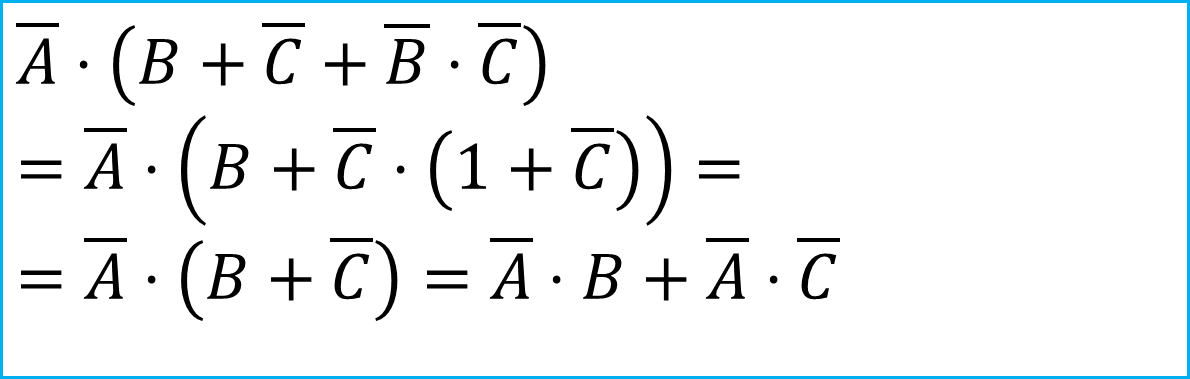 A̅ · (B + C̅ + B̅ · C̅)
= A̅ · (B + C̅ · (1 + C̅)) =
= A̅ · (B + C̅) = A̅ · B + A̅ · C̅